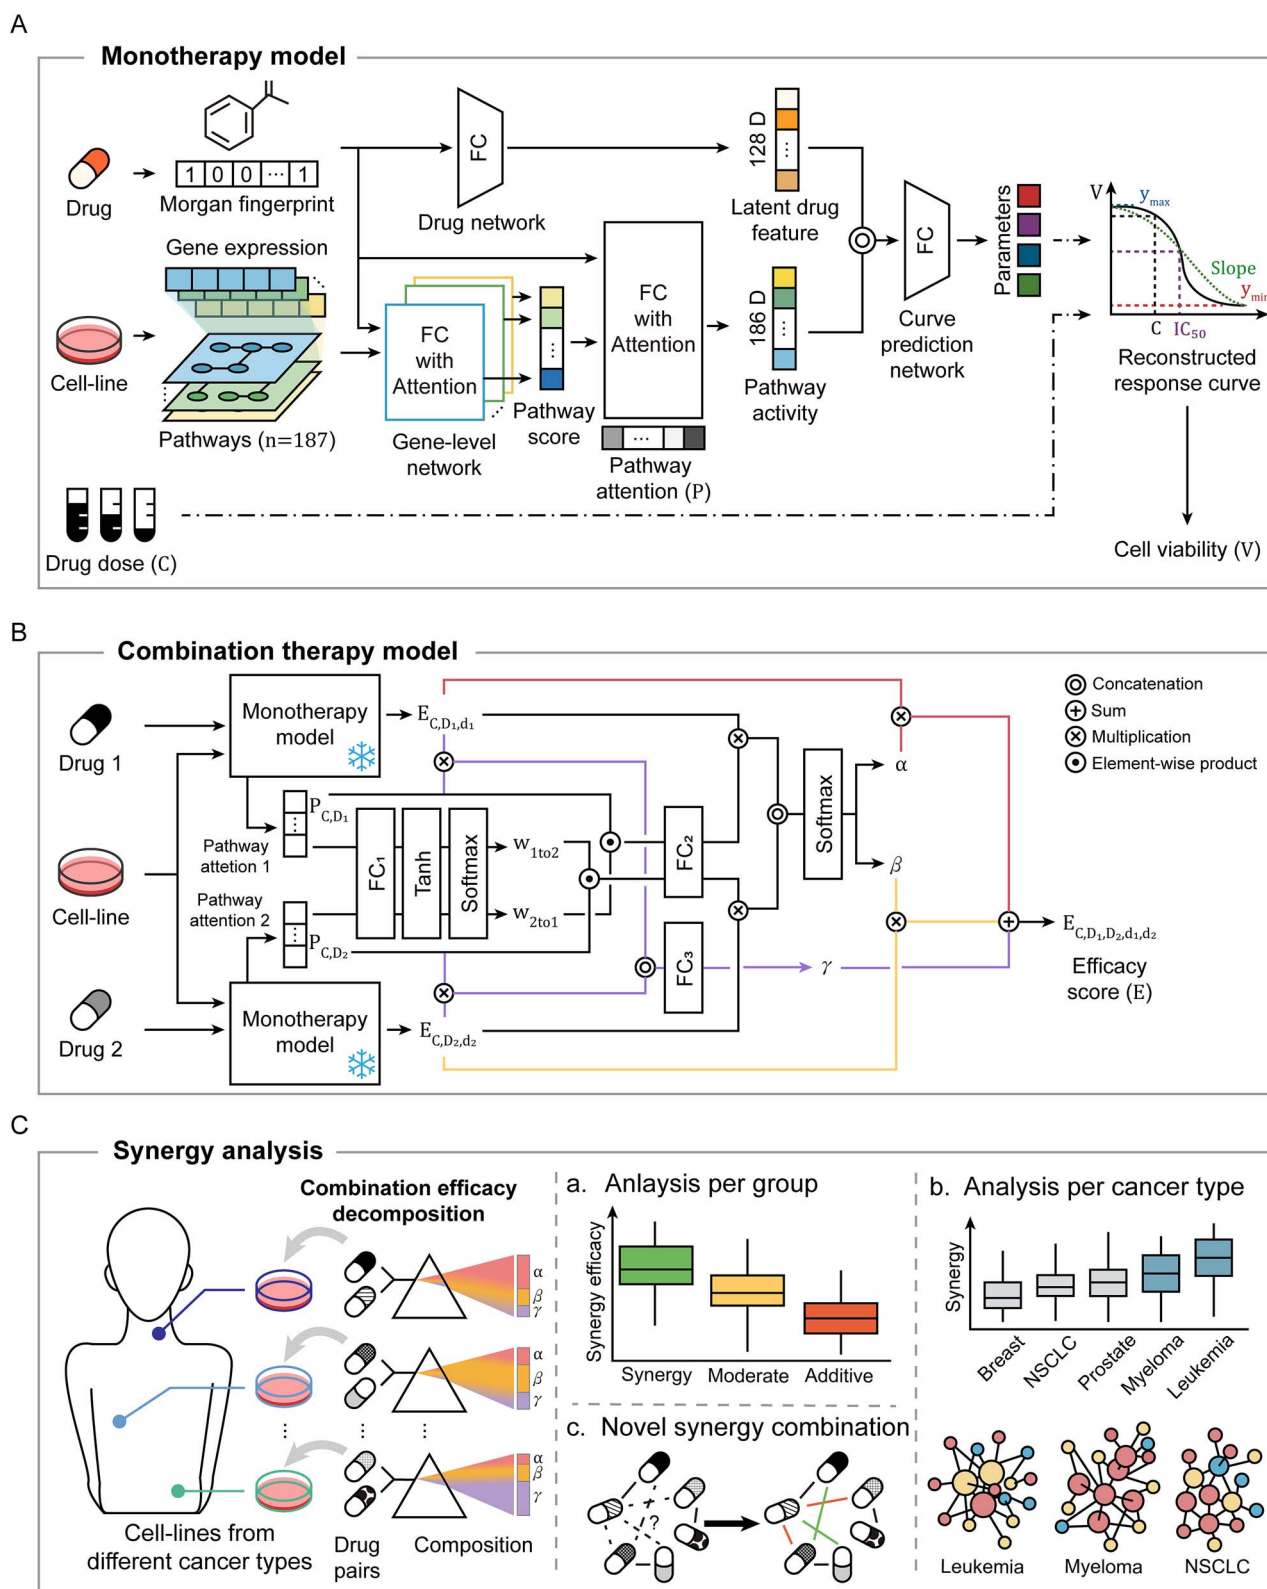 A
Monotherapy model
Drug
1 0 0 ... 1
Morgan fingerprint
FC
Drug network
128 D
Latent drug
feature
Gene expression
Cell-line
Pathways (n=187)
FC
with
Attention
Gene-level
network
Pathway
score
FC
with
Attention
Pathway
attention (P)
186 D
Pathway
activity
FC
Curve
prediction
network
Parameters
V
ymax
Slope
ymin
C
IC50
Reconstructed
response curve
Drug dose (C)
Cell viability (V)
B
Combination therapy model
Drug 1
Cell-line
Drug 2
Monotherapy
model
EC,D1,d1
PC,D1
Pathway
attetion 1
Pathway
attention 2
PC,D2
Monotherapy
model
EC,D2,d2
FC1
Tanh
Softmax
w1to2
w2to1
FC2
FC3
Softmax
α
β
γ
Concatenation
Sum
Multiplication
Element-wise product
EC,D1,D2,d1,d2
Efficacy
score (E)
C
Synergy analysis
Combination efficacy
decomposition
α
β
γ
α
β
γ
α
β
γ
Cell-lines from
different cancer types
Drug
pairs
Composition
a. Anlaysis per group
Synergy efficacy
Synergy
Moderate
Additive
c. Novel synergy combination
?
b. Analysis per cancer type
Synergy
Breast
NSCLC
Prostate
Myeloma
Leukemia
Leukemia
Myeloma
NSCLC